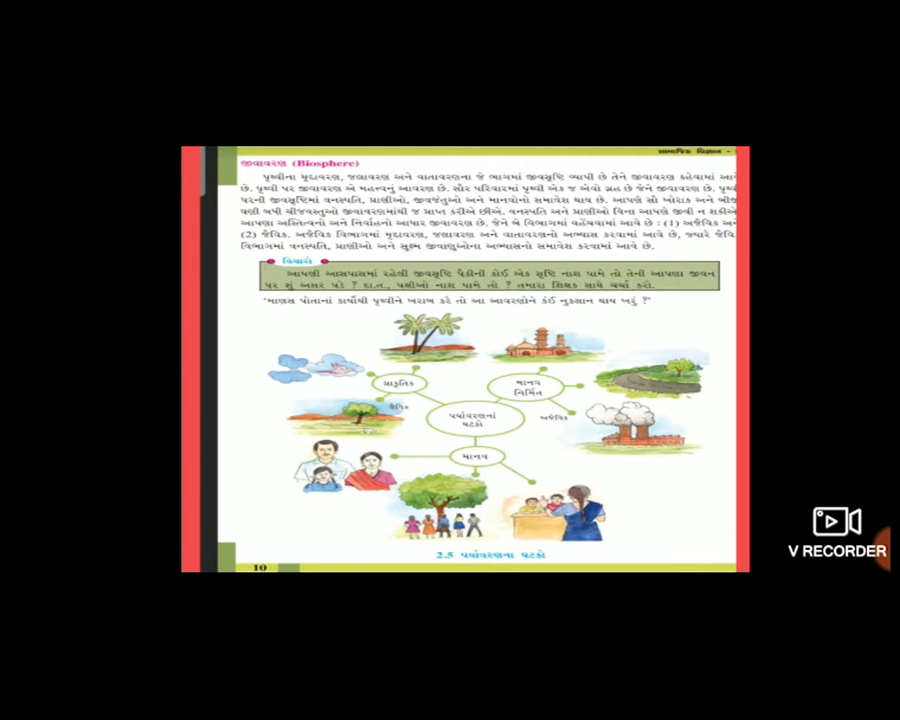 સામાજિક વિજ્ઞાન -
જીવાવરણ (Biosphere)
પૃથ્વીના મૃદાવરણ, જલાવરણ અને વાતાવરણના જે ભાગમાં જીવસૃષ્ટિ વ્યાપી છે તેને જીવાવરણ કહેવામાં આવે
છે. પૃથ્વી પર જીવાવરણ એ મહત્ત્વનું આવરણ છે. સૌર પરિવારમાં પૃથ્વી એક જ એવો ગ્રહ છે જેને જીવાવરણ છે. પૃથ્વી
પરની જીવસૃષ્ટિમાં વનસ્પતિ, પ્રાણીઓ, જીવજંતુઓ અને માનવોનો સમાવેશ થાય છે. આપણે સૌ ખોરાક અને બીજી
ઘણી બધી ચીજવસ્તુઓ જીવાવરણમાંથી જ પ્રાપ્ત કરીએ છીએ. વનસ્પતિ અને પ્રાણીઓ વિના આપણે જીવી ન શકીએ
આપણા અસ્તિત્વનો અને નિર્વાહનો આધાર જીવાવરણ છે. જેને બે વિભાગમાં વહેંચવામાં આવે છે : (1) અજૈવિક અને
(2) જૈવિક. અજૈવિક વિભાગમાં મૃદાવરણ, જલાવરણ અને વાતાવરણનો અભ્યાસ કરવામાં આવે છે, જ્યારે જૈવિ
વિભાગમાં વનસ્પતિ, પ્રાણીઓ અને સૂક્ષ્મ જીવાણુઓના અભ્યાસનો સમાવેશ કરવામાં આવે છે.
વિચારો
આપણી આસપાસમાં રહેલી જીવસૃષ્ટિ પૈકીની કોઈ એક સૃષ્ટિ નાશ પામે તો તેની આપણા જીવન
પર શું અસર પડે ? દા.ત., પક્ષીઓ નાશ પામે તો ? તમારા શિક્ષક સાથે ચર્ચા કરો.
'માણસ પોતાનાં કાર્યોથી પૃથ્વીને ખરાબ કરે તો આ આવરણોને કંઈ નુકસાન થાય ખરું ?'
પ્રાકૃતિક
માનવ
નિર્મિત
જૈવિક
પર્યાવરણનાં
ઘટકો
અજૈવિક
માનવ
2.5 પર્યાવરણના ઘટકો
10
V RECORDER